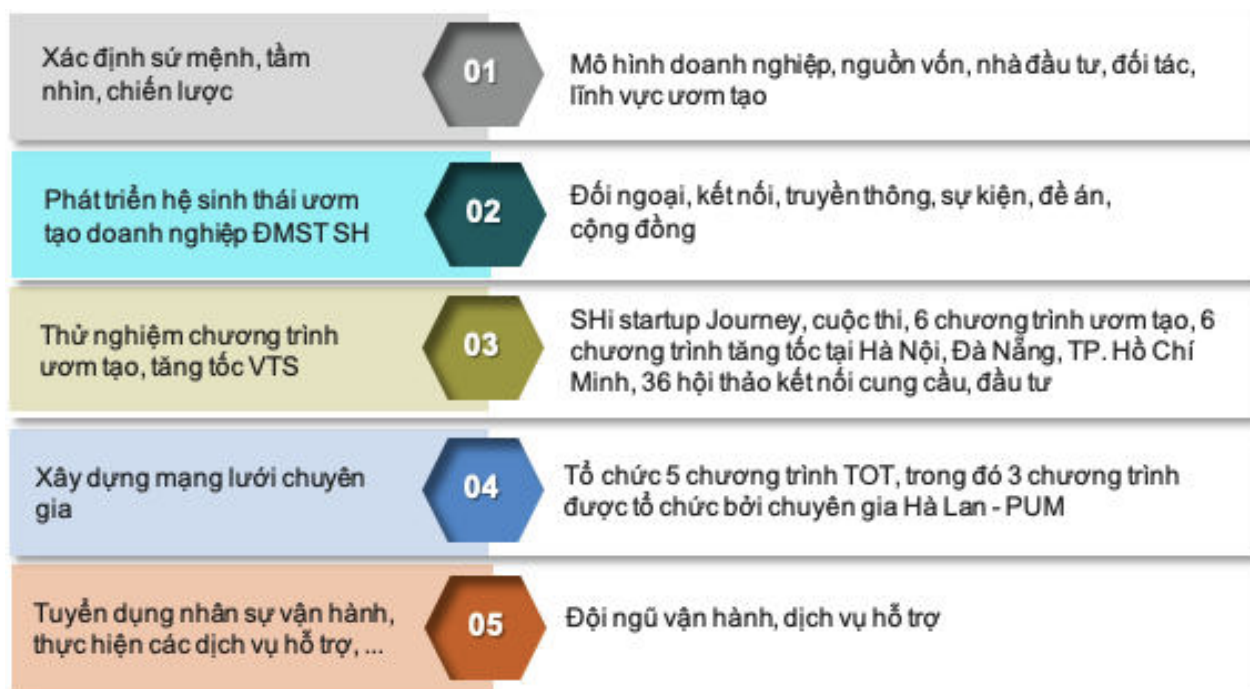 Xác định sứ mệnh, tầm
nhìn, chiến lược
01
Mô hình doanh nghiệp, nguồn vốn, nhà đầu tư, đối tác,
lĩnh vực ươm tạo
Phát triển hệ sinh thái ươm
tạo doanh nghiệp ĐMST SH
02
Đối ngoại, kết nối, truyền thông, sự kiện, đề án,
cộng đồng
Thử nghiệm chương trình
ươm tạo, tăng tốc VTS
03
SHi startup Journey, cuộc thi, 6 chương trình ươm tạo, 6
chương trình tăng tốc tại Hà Nội, Đà Nẵng, TP. Hồ Chí
Minh, 36 hội thảo kết nối cung cầu, đầu tư
Xây dựng mạng lưới chuyên
gia
04
Tổ chức 5 chương trình TOT, trong đó 3 chương trình
được tổ chức bởi chuyên gia Hà Lan - PUM
Tuyển dụng nhân sự vận hành,
thực hiện các dịch vụ hỗ trợ, ...
05
Đội ngũ vận hành, dịch vụ hỗ trợ